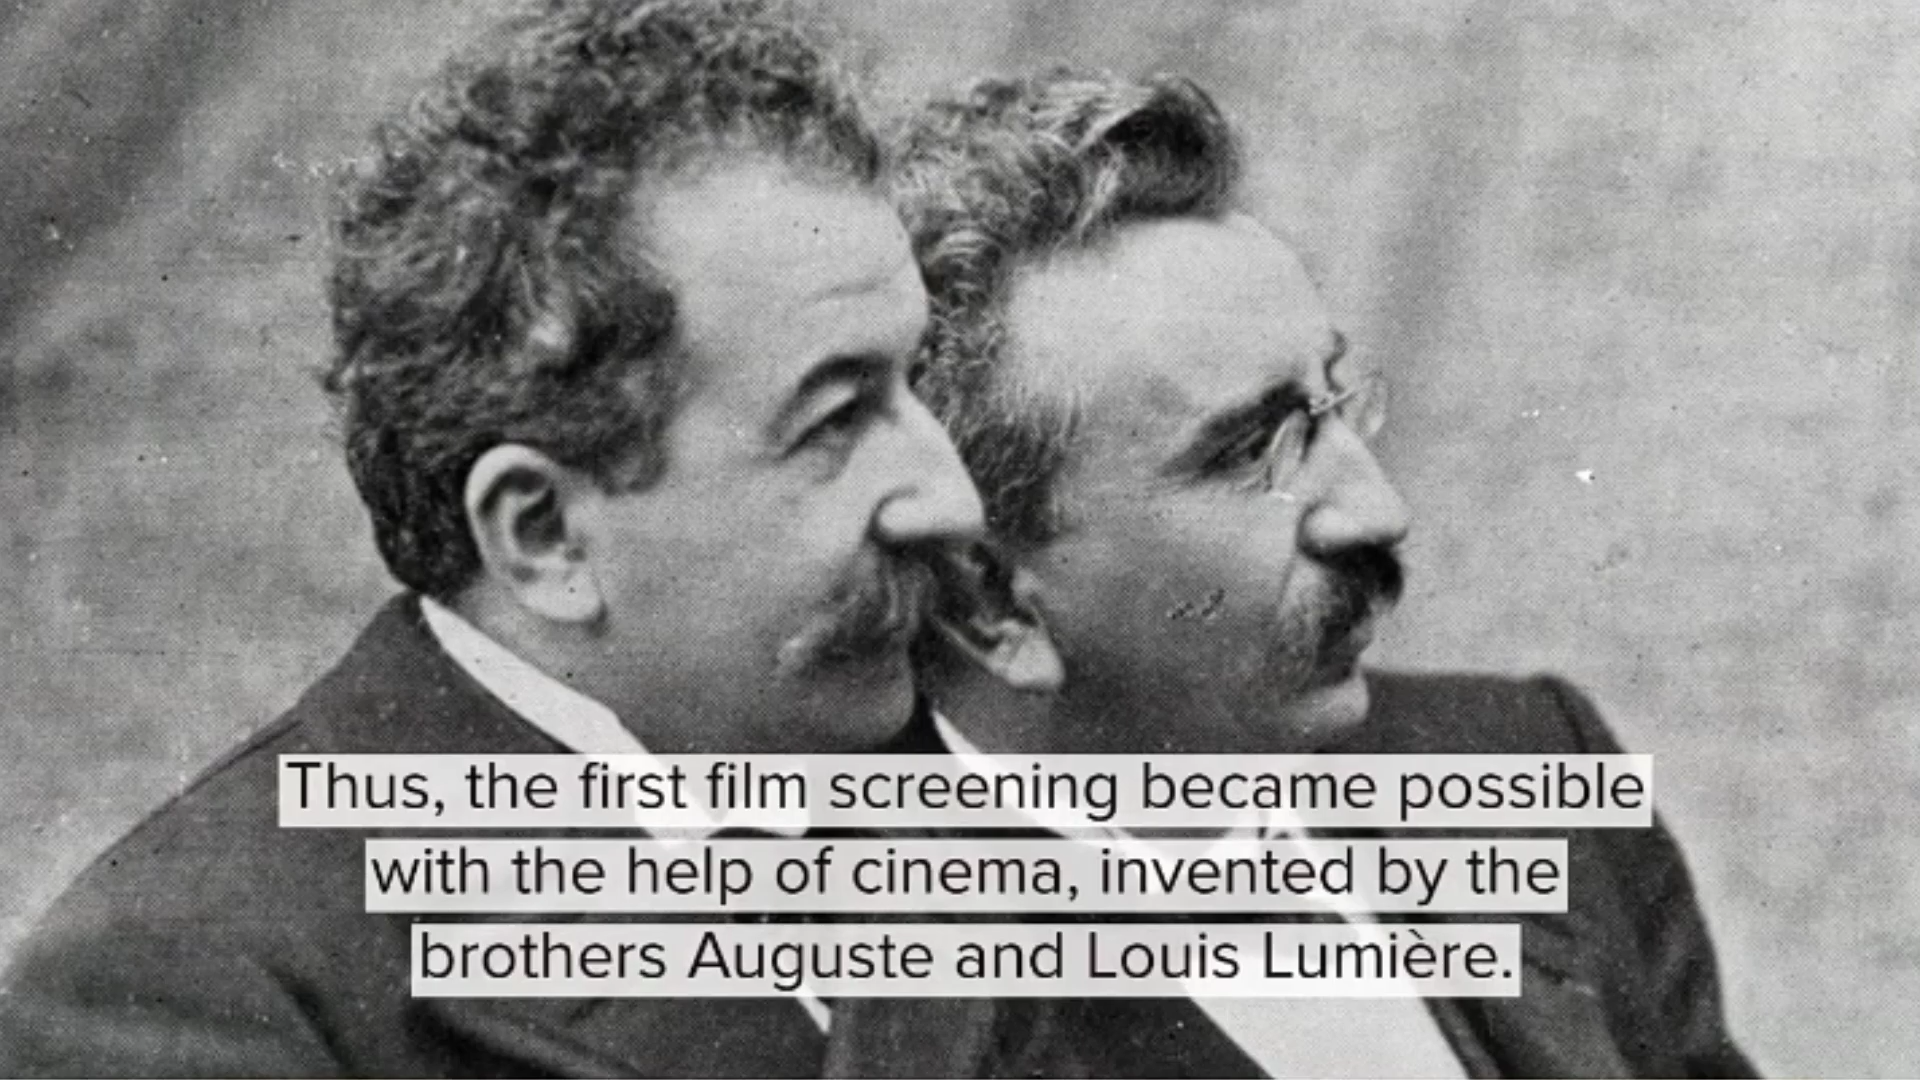 Thus, the first film screening became possible
with the help of cinema, invented by the
brothers Auguste and Louis Lumière.